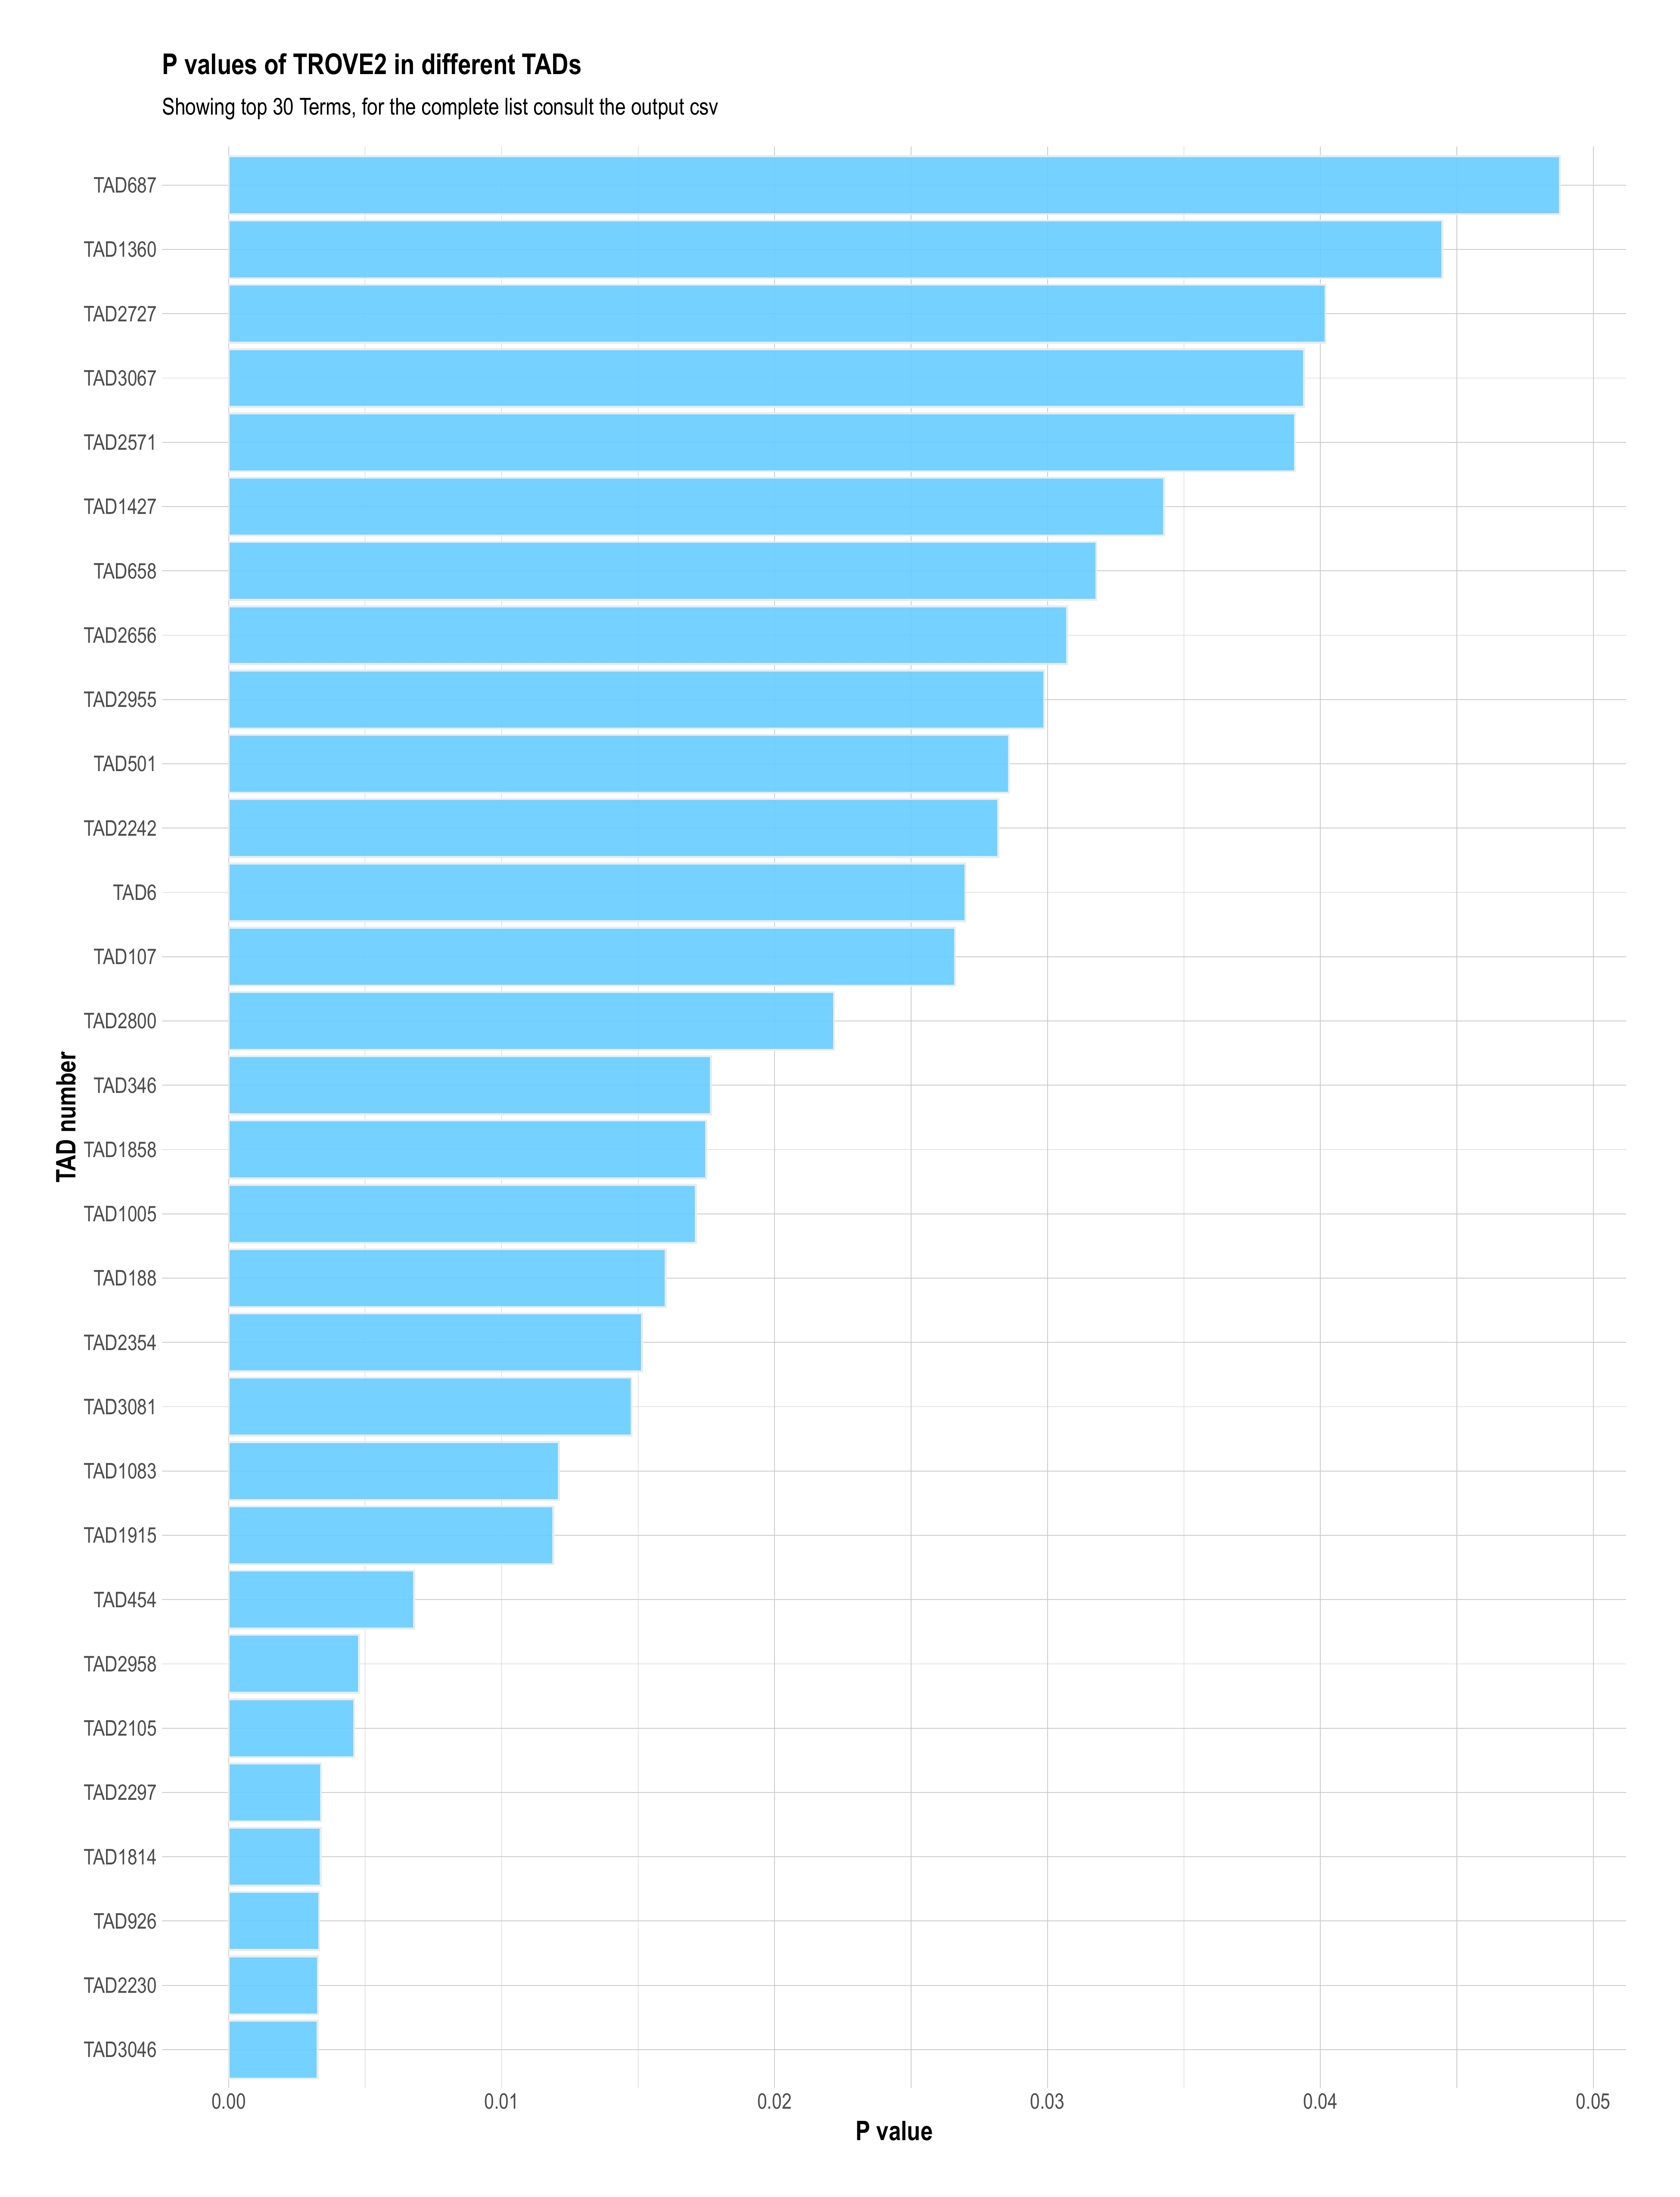 P values of TROVE2 in different TADs
Showing top 30 Terms, for the complete list consult the output csv
TAD687
TAD1360
TAD2727
TAD3067
TAD2571
TAD1427
TAD658
TAD2656
TAD2955
TAD501
TAD2242
TAD6
TAD107
TAD2800
TAD346
TAD1858
TAD1005
TAD188
TAD2354
TAD3081
TAD1083
TAD1915
TAD454
TAD2958
TAD2105
TAD2297
TAD1814
TAD926
TAD2230
TAD3046
TAD number
0.00 0.01 0.02 0.03 0.04 0.05
P value